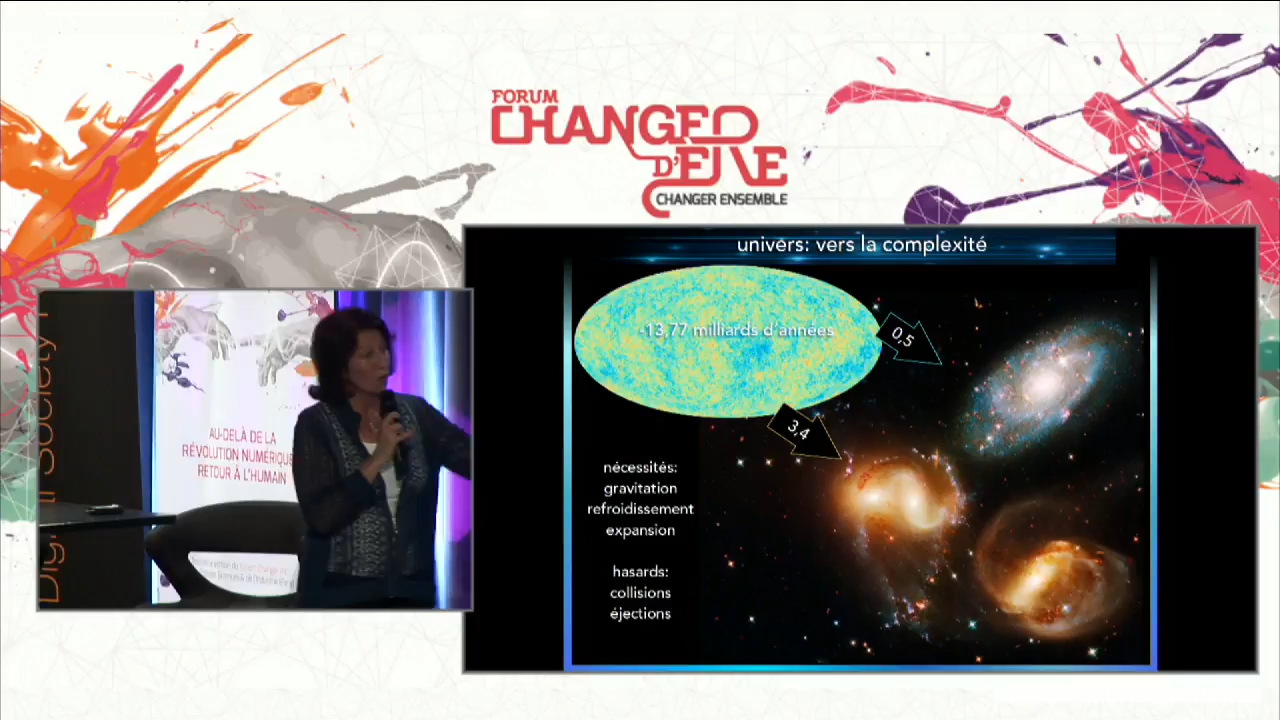 FORUM
CHANGER
D'ÈRE
CHANGER ENSEMBLE
univers: vers la complexité
-13,77 milliards d'années
0,5
3,4
nécessités:
gravitation
refroidissement
expansion
hasards:
collisions
éjections
Digital Society
AU-DELÀ DE LA
RÉVOLUTION NUMÉRIQUE
RETOUR À L'HUMAIN